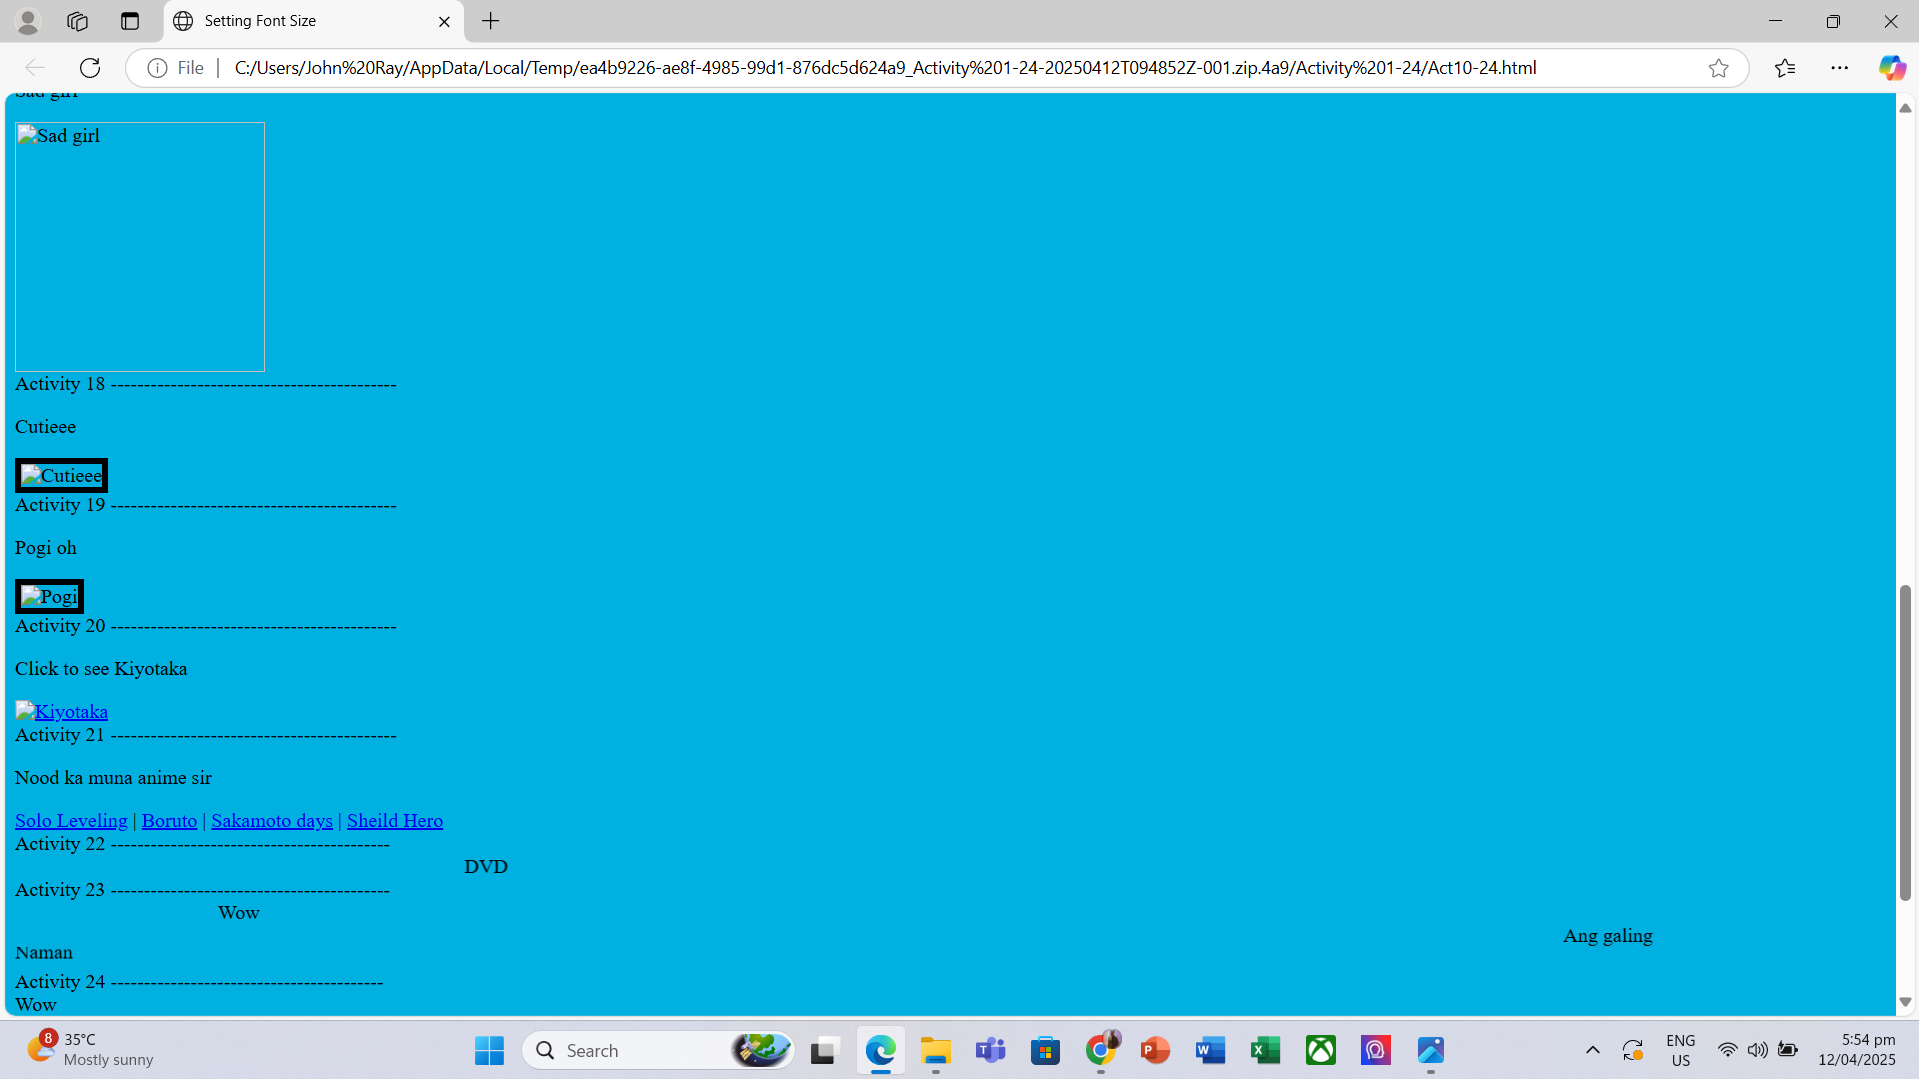 Setting Font Size
File
C:/Users/John%20Ray/AppData/Local/Temp/ea4b9226-ae8f-4985-99d1-876dc5d624a9_Activity%201-24-20250412T094852Z-001.zip.4a9/Activity%201-24/Act10-24.html
Sad girl
Sad girl
Activity 18 -------------------------------------------
Cutieee
Cutieee
Activity 19 -------------------------------------------
Pogi oh
Pogi
Activity 20 -------------------------------------------
Click to see Kiyotaka
Kiyotaka
Activity 21 -------------------------------------------
Nood ka muna anime sir
Solo Leveling | Boruto | Sakamoto days | Sheild Hero
Activity 22 ------------------------------------------
DVD
Activity 23 ------------------------------------------
Wow
Ang galing
Naman
Activity 24 -----------------------------------------
Wow
8
35°C
Mostly sunny
Search
ENG
US
5:54 pm
12/04/2025